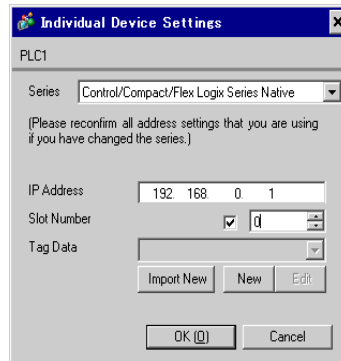 Individual Device Settings
PLC1
Series Control/Compact/Flex Logix Series Native
(Please reconfirm all address settings that you are using
if you have changed the series.)
IP Address 192. 168. 0. 1
Slot Number 0
Tag Data
Import New New Edit
OK (O) Cancel